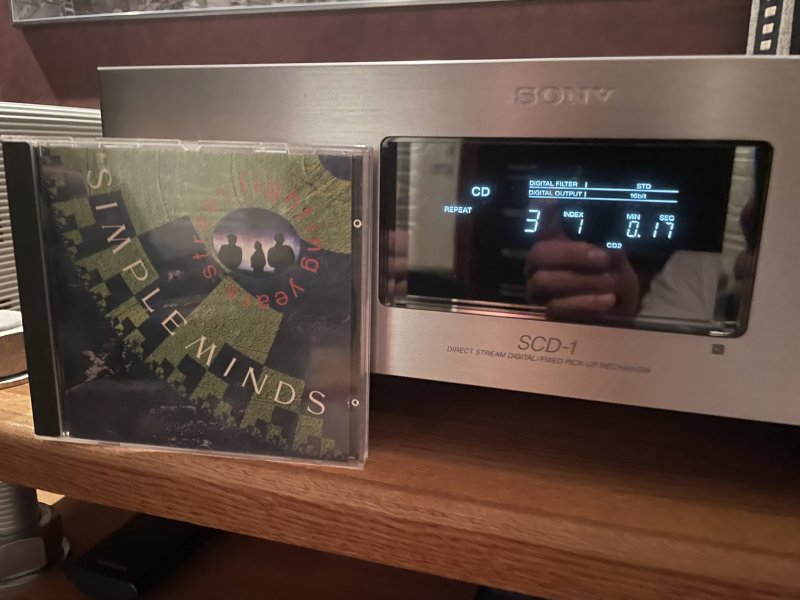 SIMPLE MINDS
street fighting years
SONY
CD
DIGITAL FILTER STD
DIGITAL OUTPUT 16bit
REPEAT
INDEX MIN SEC
3 1 0.17
CD2
SCD-1
DIRECT STREAM DIGITAL/FIXED PICK-UP MECHANISM